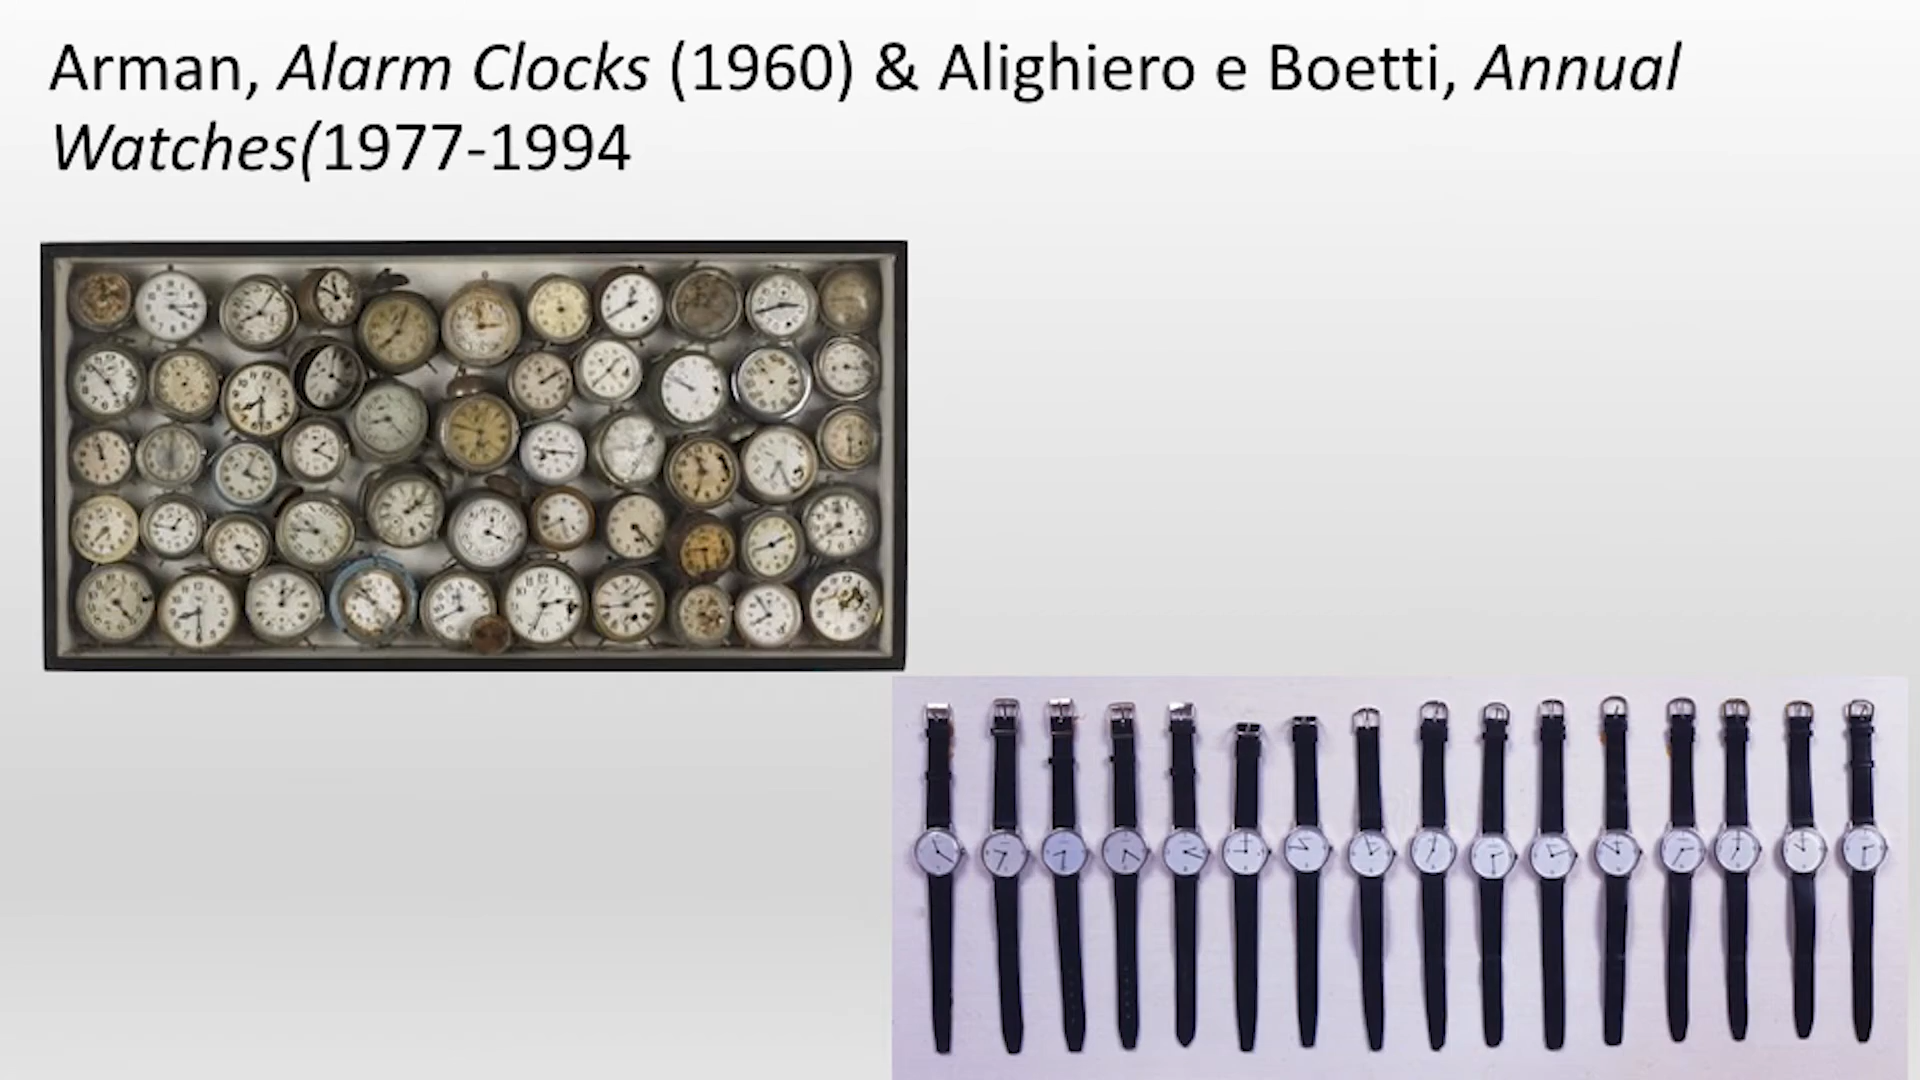 Arman, Alarm Clocks (1960) & Alighiero e Boetti, Annual
Watches(1977-1994